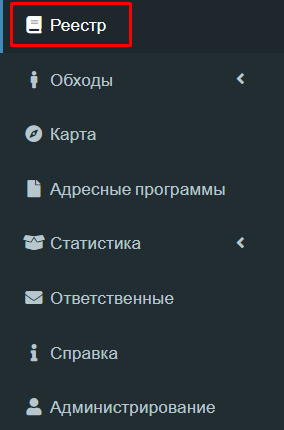 Реестр
Обходы
Карта
Адресные программы
Статистика
Ответственные
Справка
Администрирование